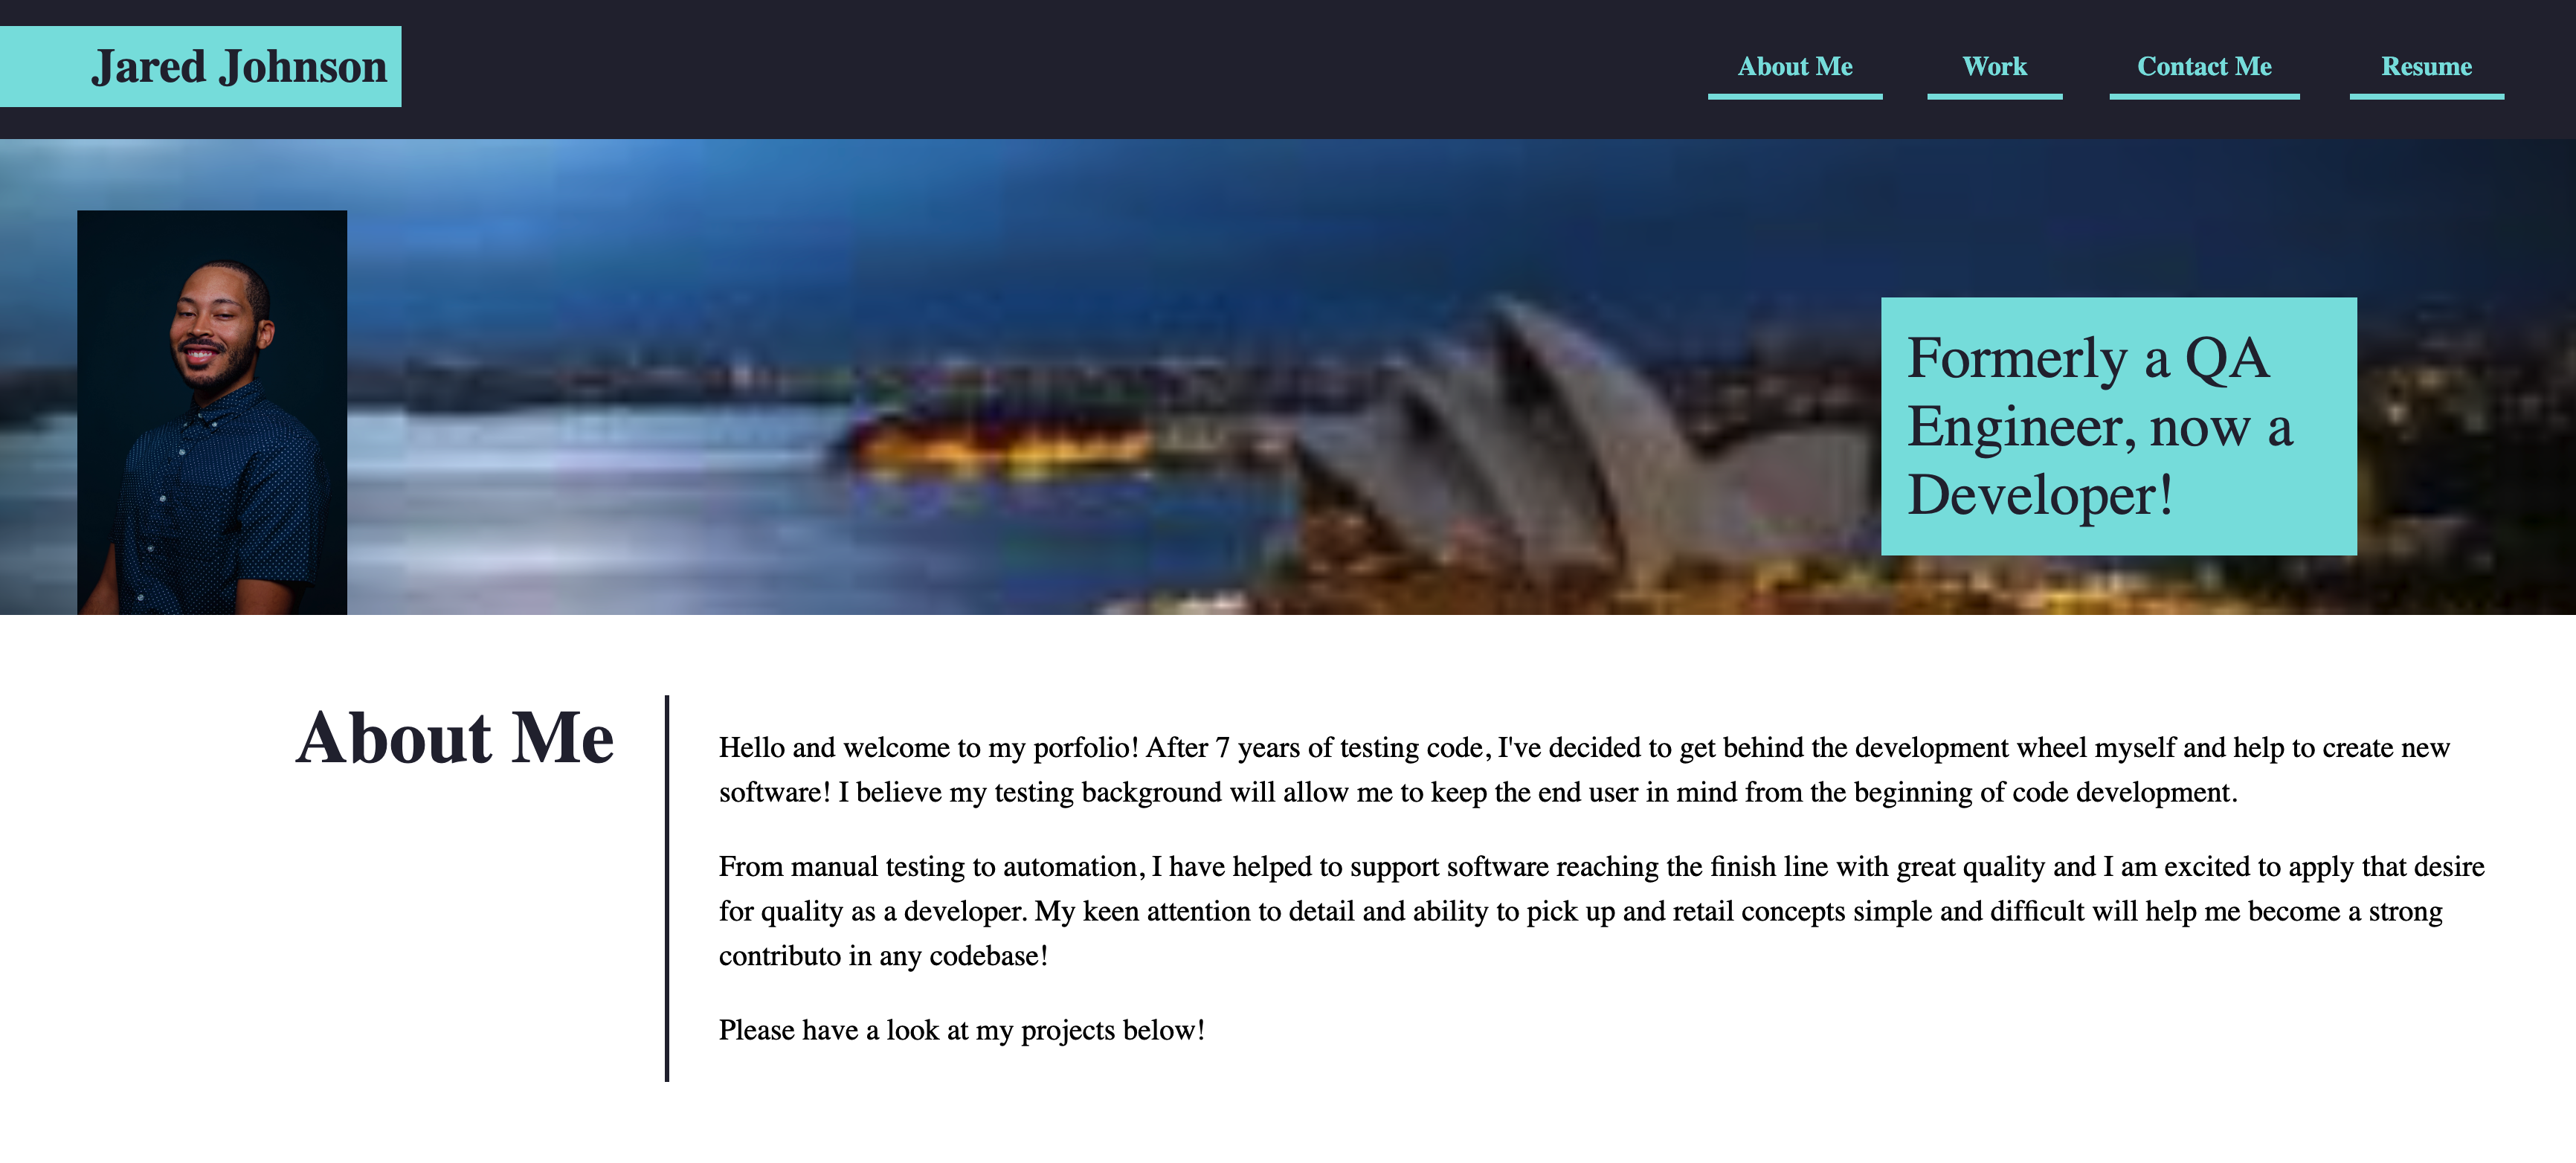 Jared Johnson
About Me
Work
Contact Me
Resume
Formerly a QA
Engineer, now a
Developer!
About Me
Hello and welcome to my porfolio! After 7 years of testing code, I've decided to get behind the development wheel myself and help to create new
software! I believe my testing background will allow me to keep the end user in mind from the beginning of code development.
From manual testing to automation, I have helped to support software reaching the finish line with great quality and I am excited to apply that desire
for quality as a developer. My keen attention to detail and ability to pick up and retail concepts simple and difficult will help me become a strong
contributo in any codebase!
Please have a look at my projects below!